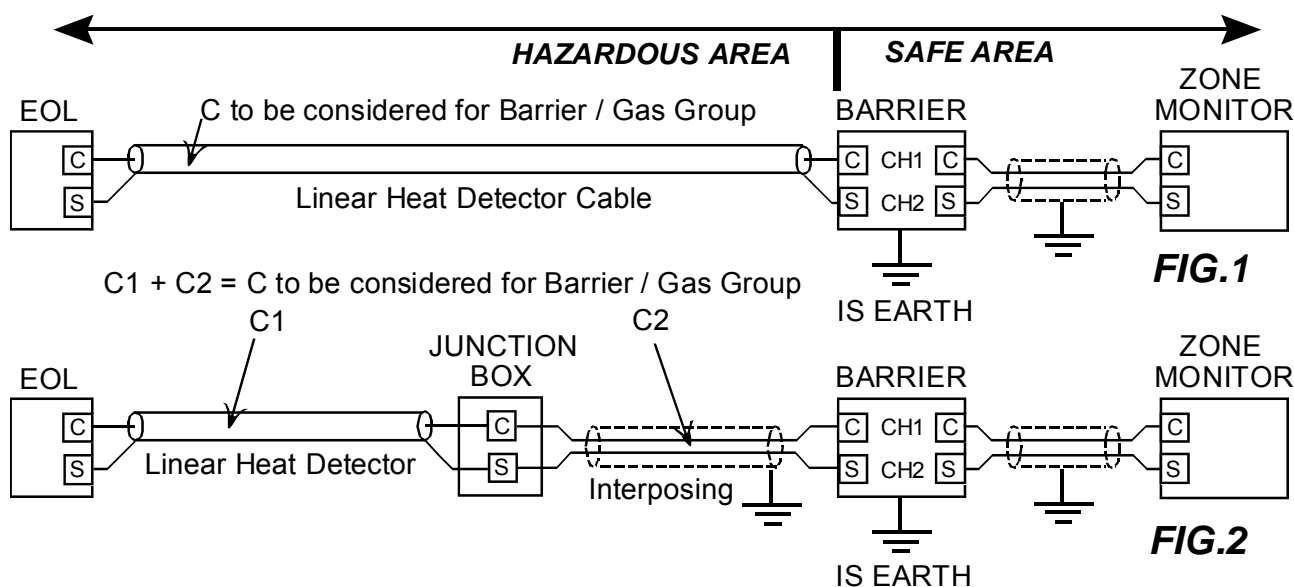 HAZARDOUS AREA
SAFE AREA
EOL
C to be considered for Barrier / Gas Group
BARRIER
ZONE
MONITOR
C
S
Linear Heat Detector Cable
C CH1 C
S CH2 S
C
S
IS EARTH
FIG.1
C1 + C2 = C to be considered for Barrier / Gas Group
C1
C2
EOL
JUNCTION
BOX
BARRIER
ZONE
MONITOR
C
S
Linear Heat Detector
C
S
Interposing
C CH1 C
S CH2 S
C
S
IS EARTH
FIG.2